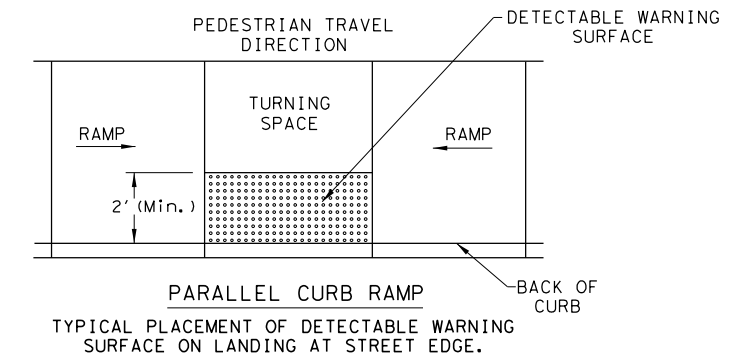 PEDESTRIAN TRAVEL
DIRECTION
DETECTABLE WARNING
SURFACE
TURNING
SPACE
RAMP
RAMP
2' (Min.)
BACK OF
CURB
PARALLEL CURB RAMP
TYPICAL PLACEMENT OF DETECTABLE WARNING
SURFACE ON LANDING AT STREET EDGE.